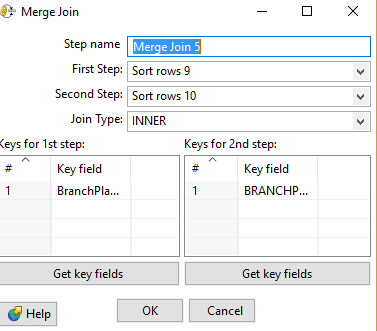 Merge Join
Step name Merge Join 5
First Step: Sort rows 9
Second Step: Sort rows 10
Join Type: INNER
Keys for 1st step: Keys for 2nd step:
# Key field # Key field
1 BranchPla... 1 BRANCHP...
Get key fields Get key fields
Help OK Cancel